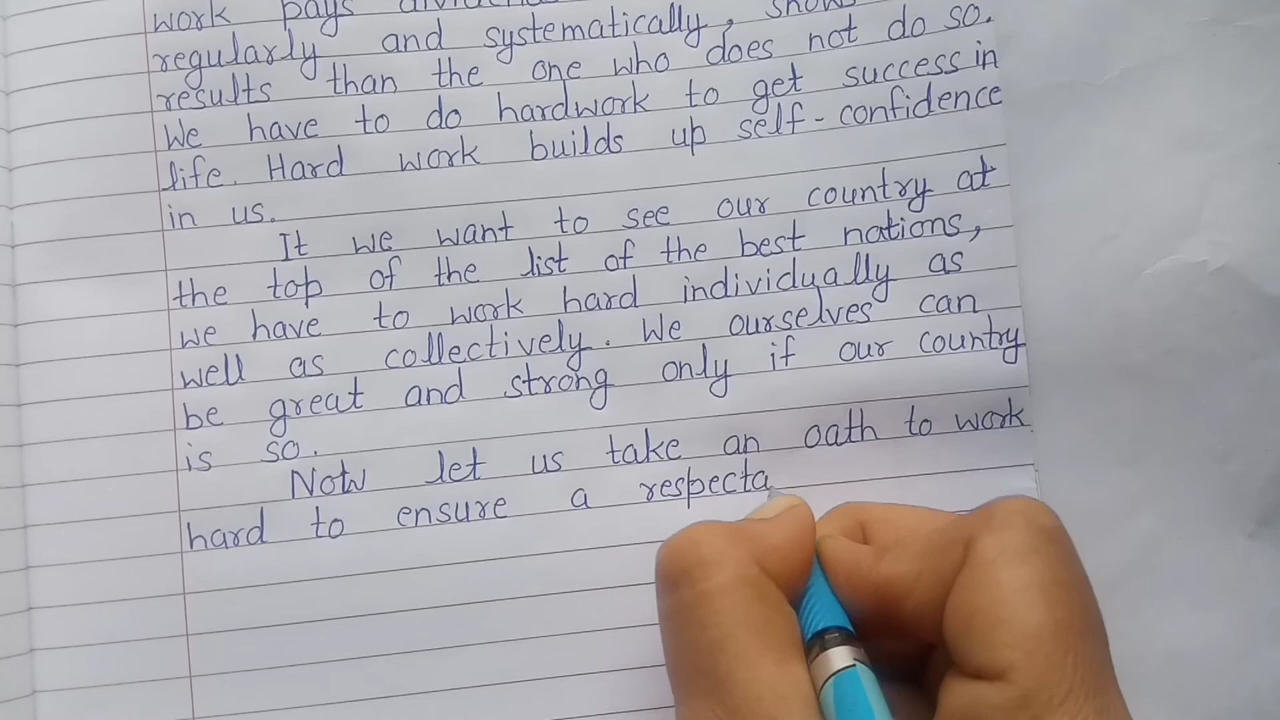 work pays
regularly and systematically, shows
results than the one who does not do so.
We have to do hardwork to get success in
life. Hard work builds up self-confidence
in us.
It we want to see our country at
the top of the list of the best nations,
we have to work hard individually as
well as collectively. We ourselves can
be great and strong only if our country
is so.
Now let us take an oath to work
hard to ensure a respecta